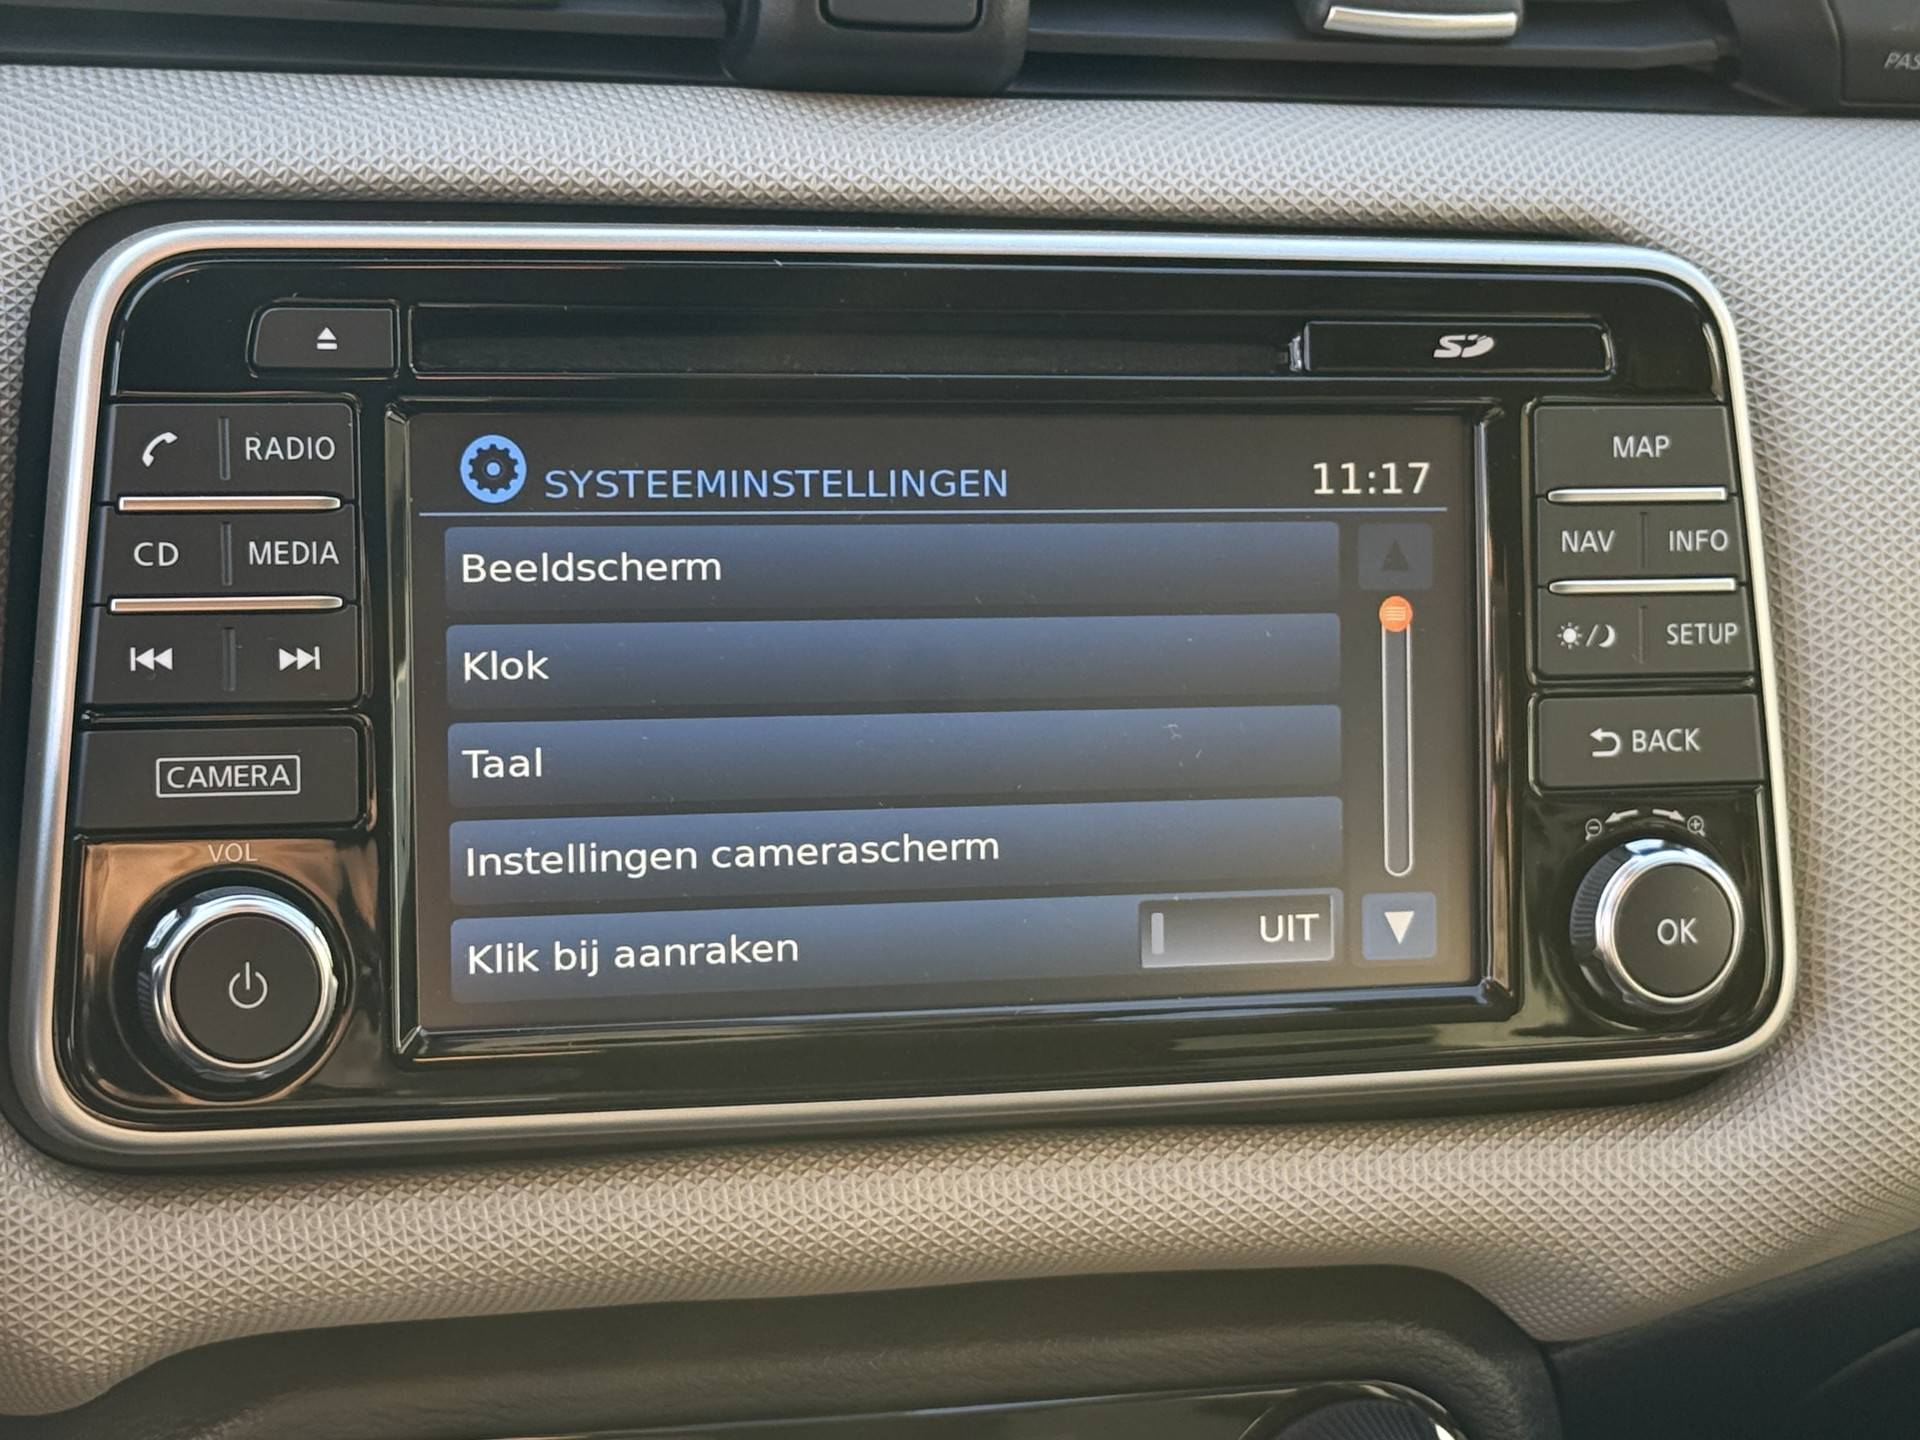 PAS
SD
RADIO
CD MEDIA
CAMERA
VOL
SYSTEEMINSTELLINGEN 11:17
Beeldscherm
Klok
Taal
Instellingen camerascherm
Klik bij aanraken UIT
MAP
NAV INFO
SETUP
BACK
OK